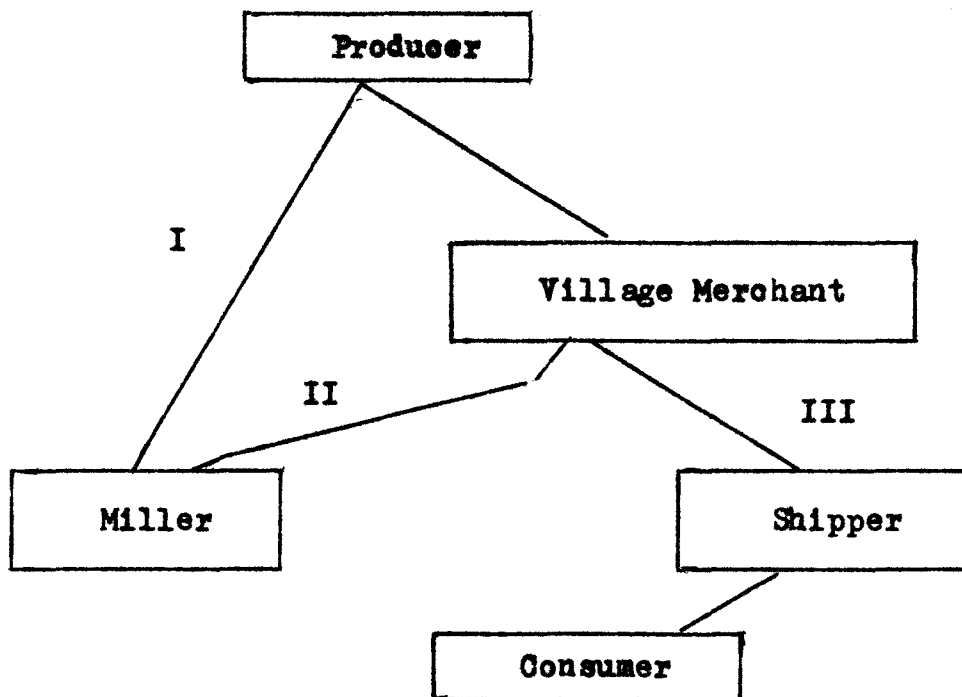 Producer
I
Village Merchant
II
III
Miller
Shipper
Consumer